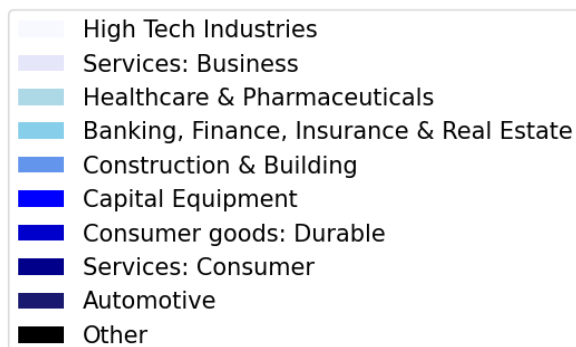 High Tech Industries
Services: Business
Healthcare & Pharmaceuticals
Banking, Finance, Insurance & Real Estate
Construction & Building
Capital Equipment
Consumer goods: Durable
Services: Consumer
Automotive
Other